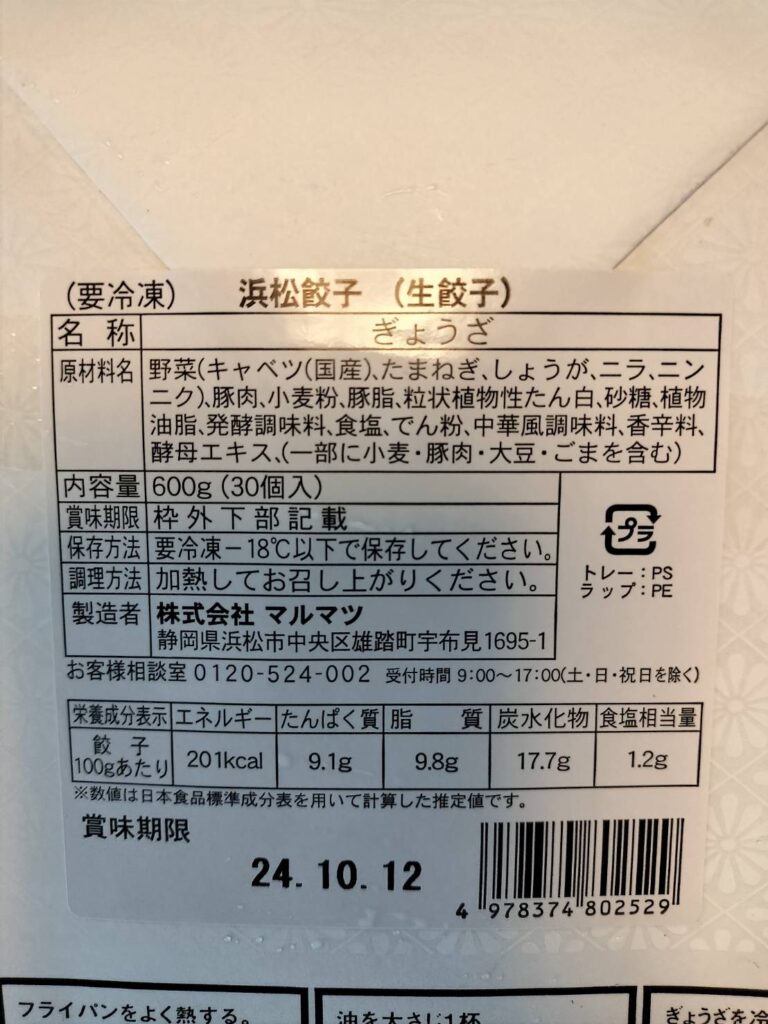 (要冷凍) 浜松餃子 (生餃子)
名称 ぎょうざ
原材料名 野菜(キャベツ(国産)、たまねぎ、しょうが、ニラ、ニン
ニク)、豚肉、小麦粉、豚脂、粒状植物性たん白、砂糖、植物
油脂、発酵調味料、食塩、でん粉、中華風調味料、香辛料、
酵母エキス、(一部に小麦・豚肉・大豆・ごまを含む)
内容量 600g(30個入)
賞味期限 枠外下部記載
保存方法 要冷凍−18℃以下で保存してください。
調理方法 加熱してお召し上がりください。
製造者 株式会社 マルマツ
静岡県浜松市中央区雄踏町宇布見1695-1
プラ
トレー:PS
ラップ:PE
お客様相談室 0120-524-002 受付時間 9:00〜17:00(土・日・祝日を除く)
栄養成分表示 エネルギー たんぱく質 脂質 炭水化物 食塩相当量
餃子
100gあたり 201kcal 9.1g 9.8g 17.7g 1.2g
※数値は日本食品標準成分表を用いて計算した推定値です。
賞味期限
24.10.12
4 978374 802529
フライパンをよく熱する。
油を大さじ1杯
ぎょうざを冷